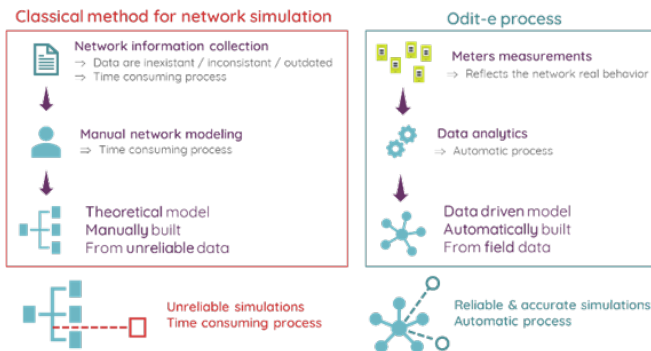 Classical method for network simulation
Network information collection
⇒ Data are inexistant / inconsistant / outdated
⇒ Time consuming process
Manual network modeling
⇒ Time consuming process
Theoretical model
Manually built
From unreliable data
Unreliable simulations
Time consuming process
Odit-e process
Meters measurements
⇒ Reflects the network real behavior
Data analytics
⇒ Automatic process
Data driven model
Automatically built
From field data
Reliable & accurate simulations
Automatic process